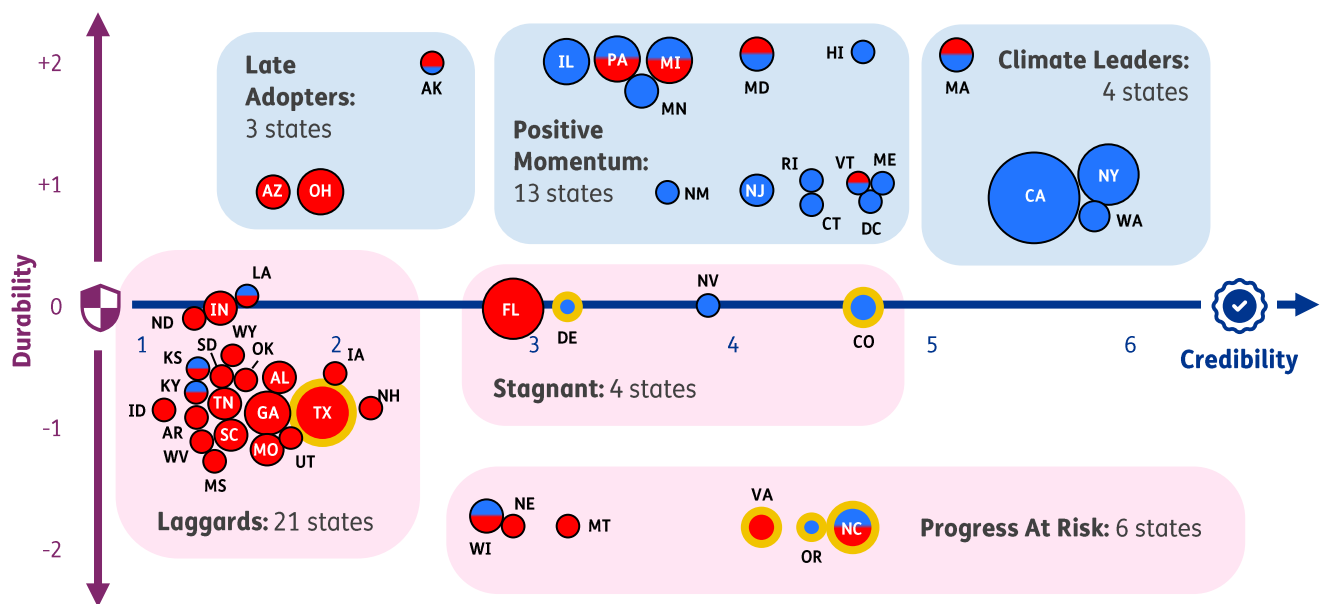 Durability
+2
+1
0
-1
-2
Late
Adopters:
3 states
AK
AZ
OH
IL
PA
MI
MN
MD
HI
Positive
Momentum:
13 states
NM
NJ
RI
CT
VT
ME
DC
MA
Climate Leaders:
4 states
CA
NY
WA
LA
IN
ND
WY
1
2
3
4
5
6
Credibility
SD
OK
KS
KY
AL
IA
ID
TN
GA
TX
NH
AR
SC
WV
MO
UT
MS
Laggards: 21 states
FL
DE
NV
CO
Stagnant: 4 states
WI
NE
MT
VA
OR
NC
Progress At Risk: 6 states